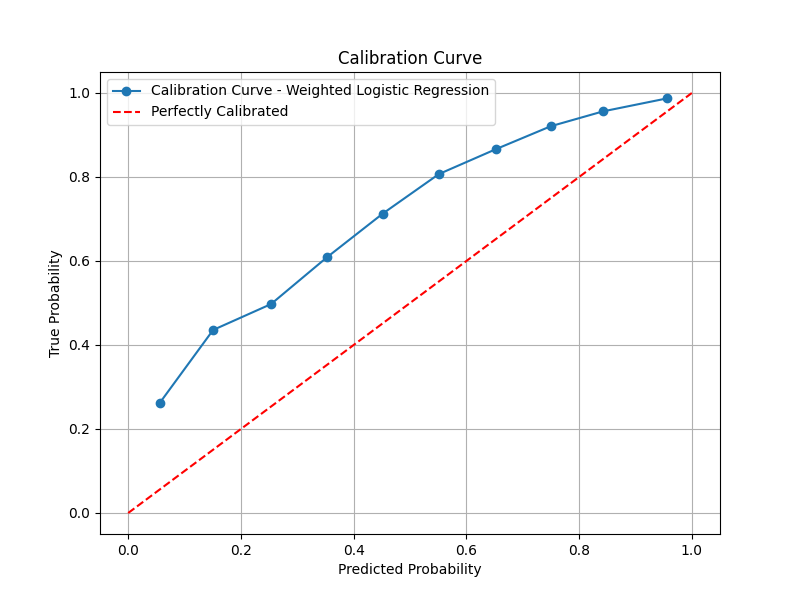 Calibration Curve
Calibration Curve - Weighted Logistic Regression
Perfectly Calibrated
1.0
0.8
0.6
0.4
0.2
0.0
True Probability
0.0 0.2 0.4 0.6 0.8 1.0
Predicted Probability